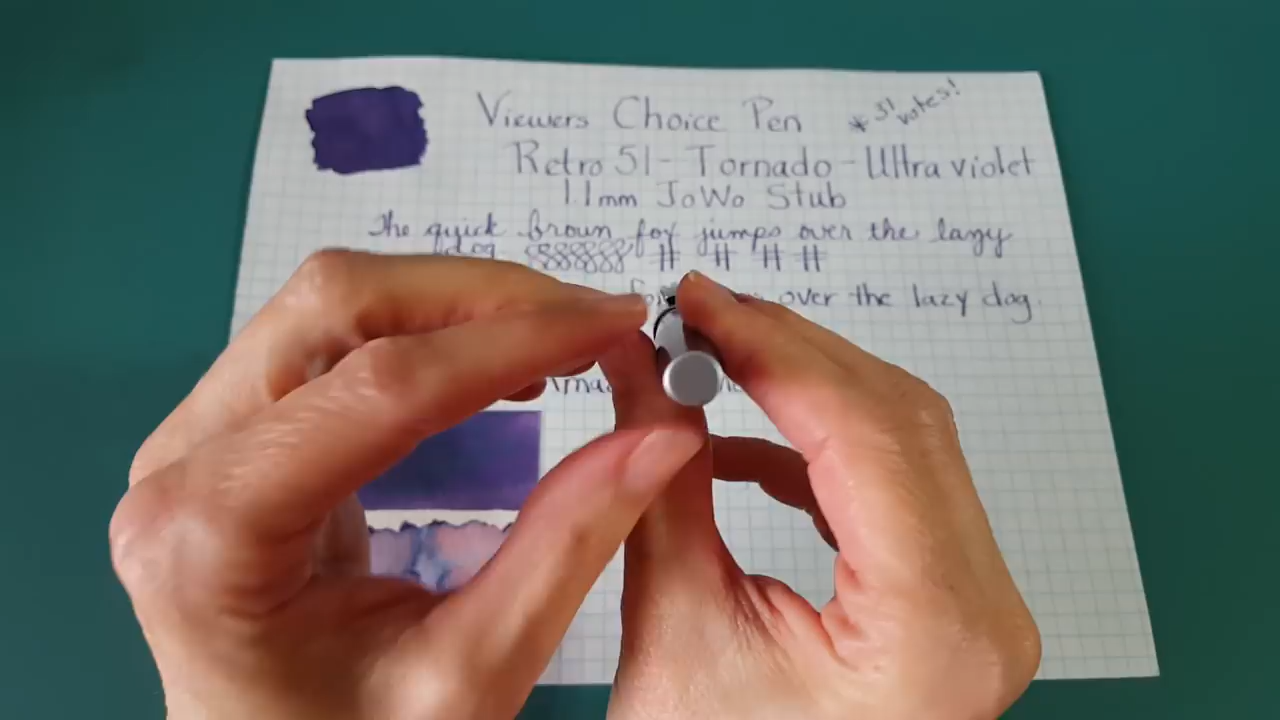 Viewers Choice Pen
* 31 votes!
Retro 51 - Tornado - Ultra violet
1.1mm JoWo Stub
The quick brown fox jumps over the lazy
dog # # # #
over the lazy dog.